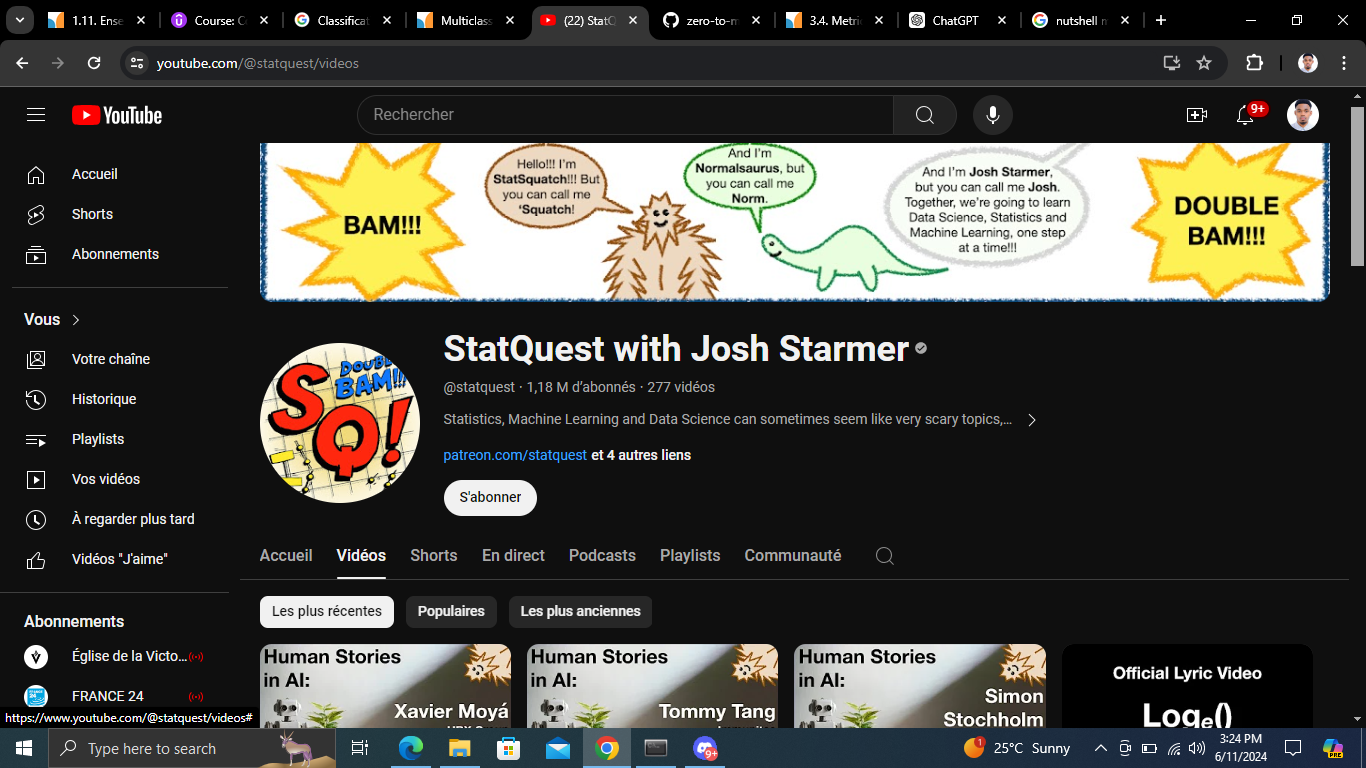 1.11. Ense
Course: C
Classificat
Multiclass
(22) StatQ
zero-to-m
3.4. Metric
ChatGPT
nutshell m
youtube.com/@statquest/videos
YouTube
Rechercher
9+
Accueil
Shorts
Abonnements
Vous
Votre chaîne
Historique
Playlists
Vos vidéos
À regarder plus tard
Vidéos "J'aime"
Abonnements
Église de la Victo...
FRANCE 24
BAM!!!
Hello!!! I'm
StatSquatch!!! But
you can call me
'Squatch!
And I'm
Normalsaurus, but
you can call me
Norm.
And I'm Josh Starmer,
but you can call me Josh.
Together, we're going to learn
Data Science, Statistics and
Machine Learning, one step
at a time!!!
DOUBLE
BAM!!!
DOUBLE
BAM!!!
SQ!
StatQuest with Josh Starmer
@statquest · 1,18 M d'abonnés · 277 vidéos
Statistics, Machine Learning and Data Science can sometimes seem like very scary topics,...
patreon.com/statquest et 4 autres liens
S'abonner
Accueil Vidéos Shorts En direct Podcasts Playlists Communauté
Les plus récentes Populaires Les plus anciennes
Human Stories
in AI:
Xavier Moyá
Human Stories
in AI:
Tommy Tang
Human Stories
in AI:
Simon
Stochholm
Official Lyric Video
Logₑ()
https://www.youtube.com/@statquest/videos#
Type here to search
9+
1
25°C Sunny
3:24 PM
6/11/2024
PRE